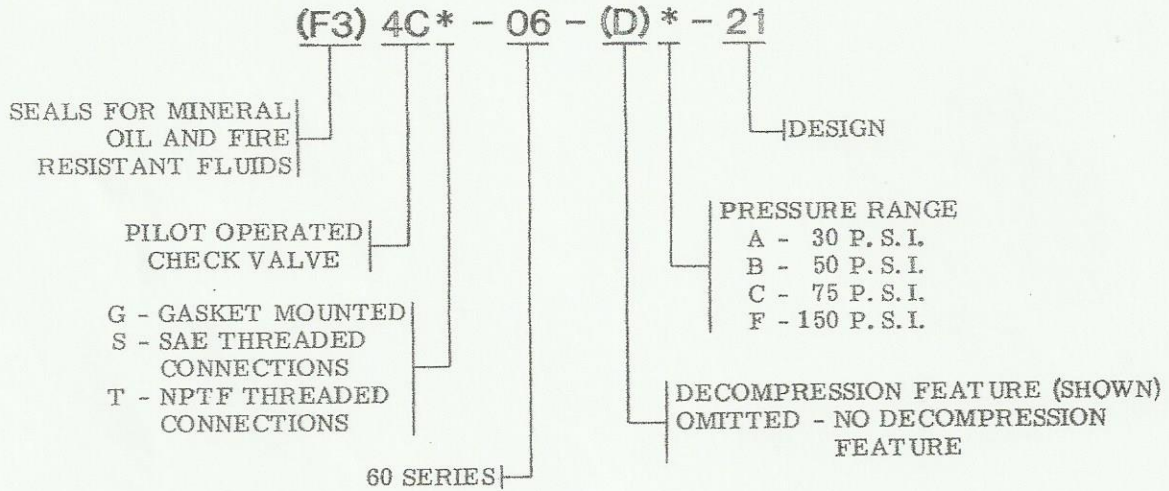 (F3) 4C* - 06 - (D) * - 21
SEALS FOR MINERAL
OIL AND FIRE
RESISTANT FLUIDS
DESIGN
PILOT OPERATED
CHECK VALVE
PRESSURE RANGE
A - 30 P. S. I.
B - 50 P. S. I.
C - 75 P. S. I.
F - 150 P. S. I.
G - GASKET MOUNTED
S - SAE THREADED
CONNECTIONS
T - NPTF THREADED
CONNECTIONS
DECOMPRESSION FEATURE (SHOWN)
OMITTED - NO DECOMPRESSION
FEATURE
60 SERIES